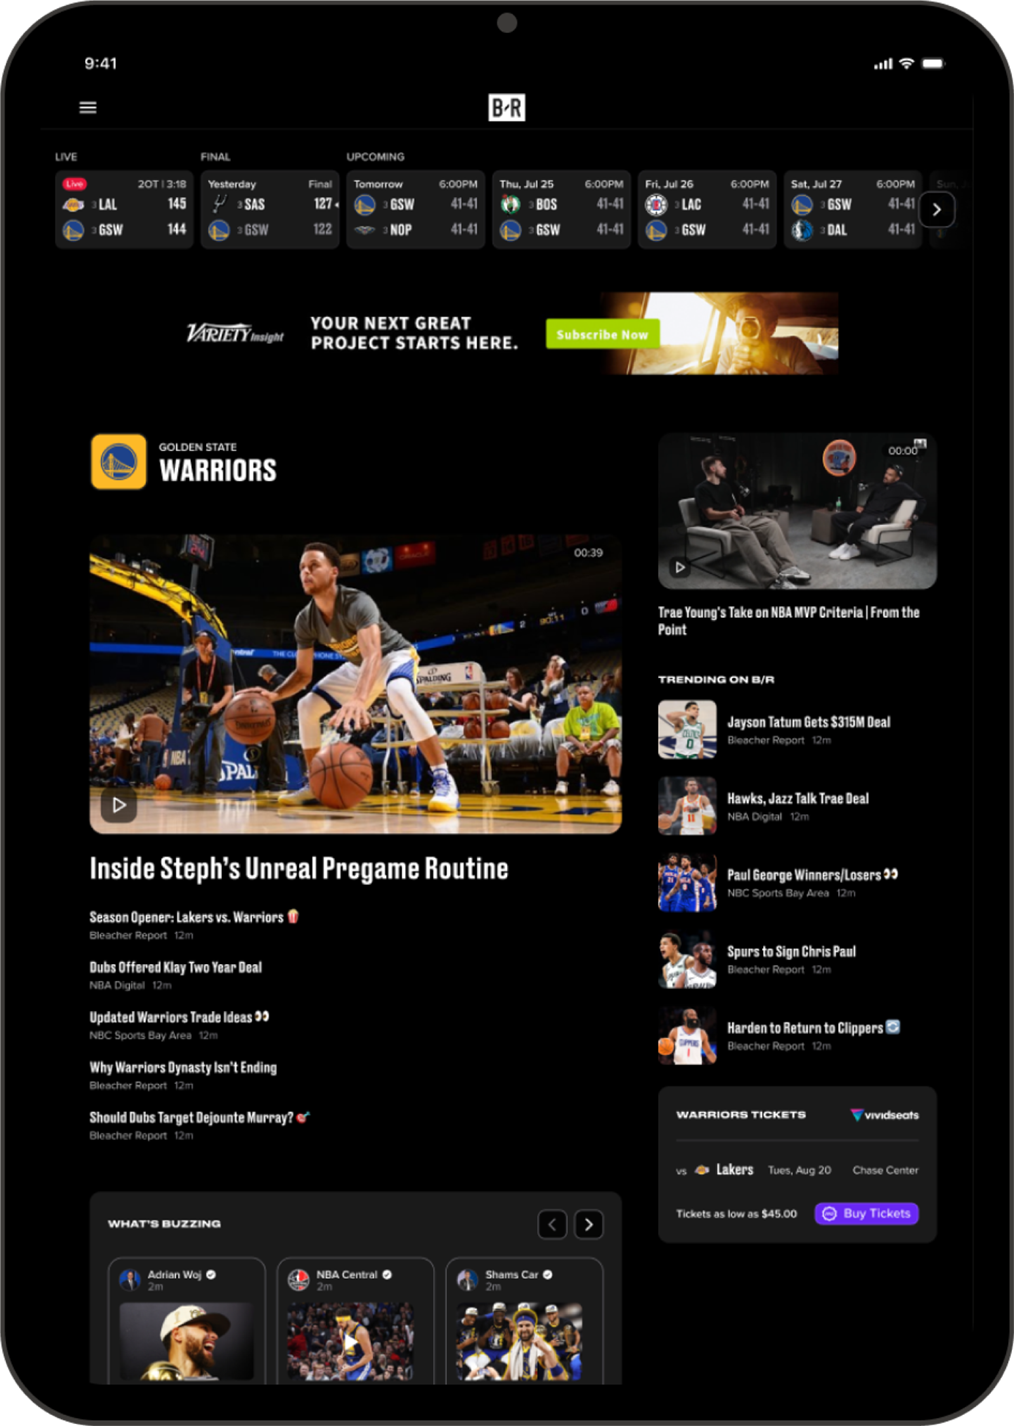 9:41
B/R
LIVE
FINAL
UPCOMING
Live 2OT | 3:18
3 LAL 145
3 GSW 144
Yesterday Final
3 SAS 127
3 GSW 122
Tomorrow 6:00PM
3 GSW 41-41
3 NOP 41-41
Thu, Jul 25 6:00PM
3 BOS 41-41
3 GSW 41-41
Fri, Jul 26 6:00PM
3 LAC 41-41
3 GSW 41-41
Sat, Jul 27 6:00PM
3 GSW 41-41
3 DAL 41-41
Sun,
VARIETY Insight
YOUR NEXT GREAT
PROJECT STARTS HERE.
Subscribe Now
GOLDEN STATE
WARRIORS
00:39
SPALDING
Inside Steph's Unreal Pregame Routine
Season Opener: Lakers vs. Warriors 🍿
Bleacher Report 12m
Dubs Offered Klay Two Year Deal
NBA Digital 12m
Updated Warriors Trade Ideas 👀
NBC Sports Bay Area 12m
Why Warriors Dynasty Isn't Ending
Bleacher Report 12m
Should Dubs Target Dejounte Murray? 🎯
Bleacher Report 12m
WHAT'S BUZZING
Adrian Woj
2m
NBA Central
2m
Shams Car
2m
00:00
Trae Young's Take on NBA MVP Criteria | From the
Point
TRENDING ON B/R
Jayson Tatum Gets $315M Deal
Bleacher Report 12m
Hawks, Jazz Talk Trae Deal
NBA Digital 12m
Paul George Winners/Losers 👀
NBC Sports Bay Area 12m
Spurs to Sign Chris Paul
Bleacher Report 12m
Harden to Return to Clippers 🔄
Bleacher Report 12m
WARRIORS TICKETS
vividseats
vs Lakers Tues, Aug 20 Chase Center
Tickets as low as $45.00
Buy Tickets